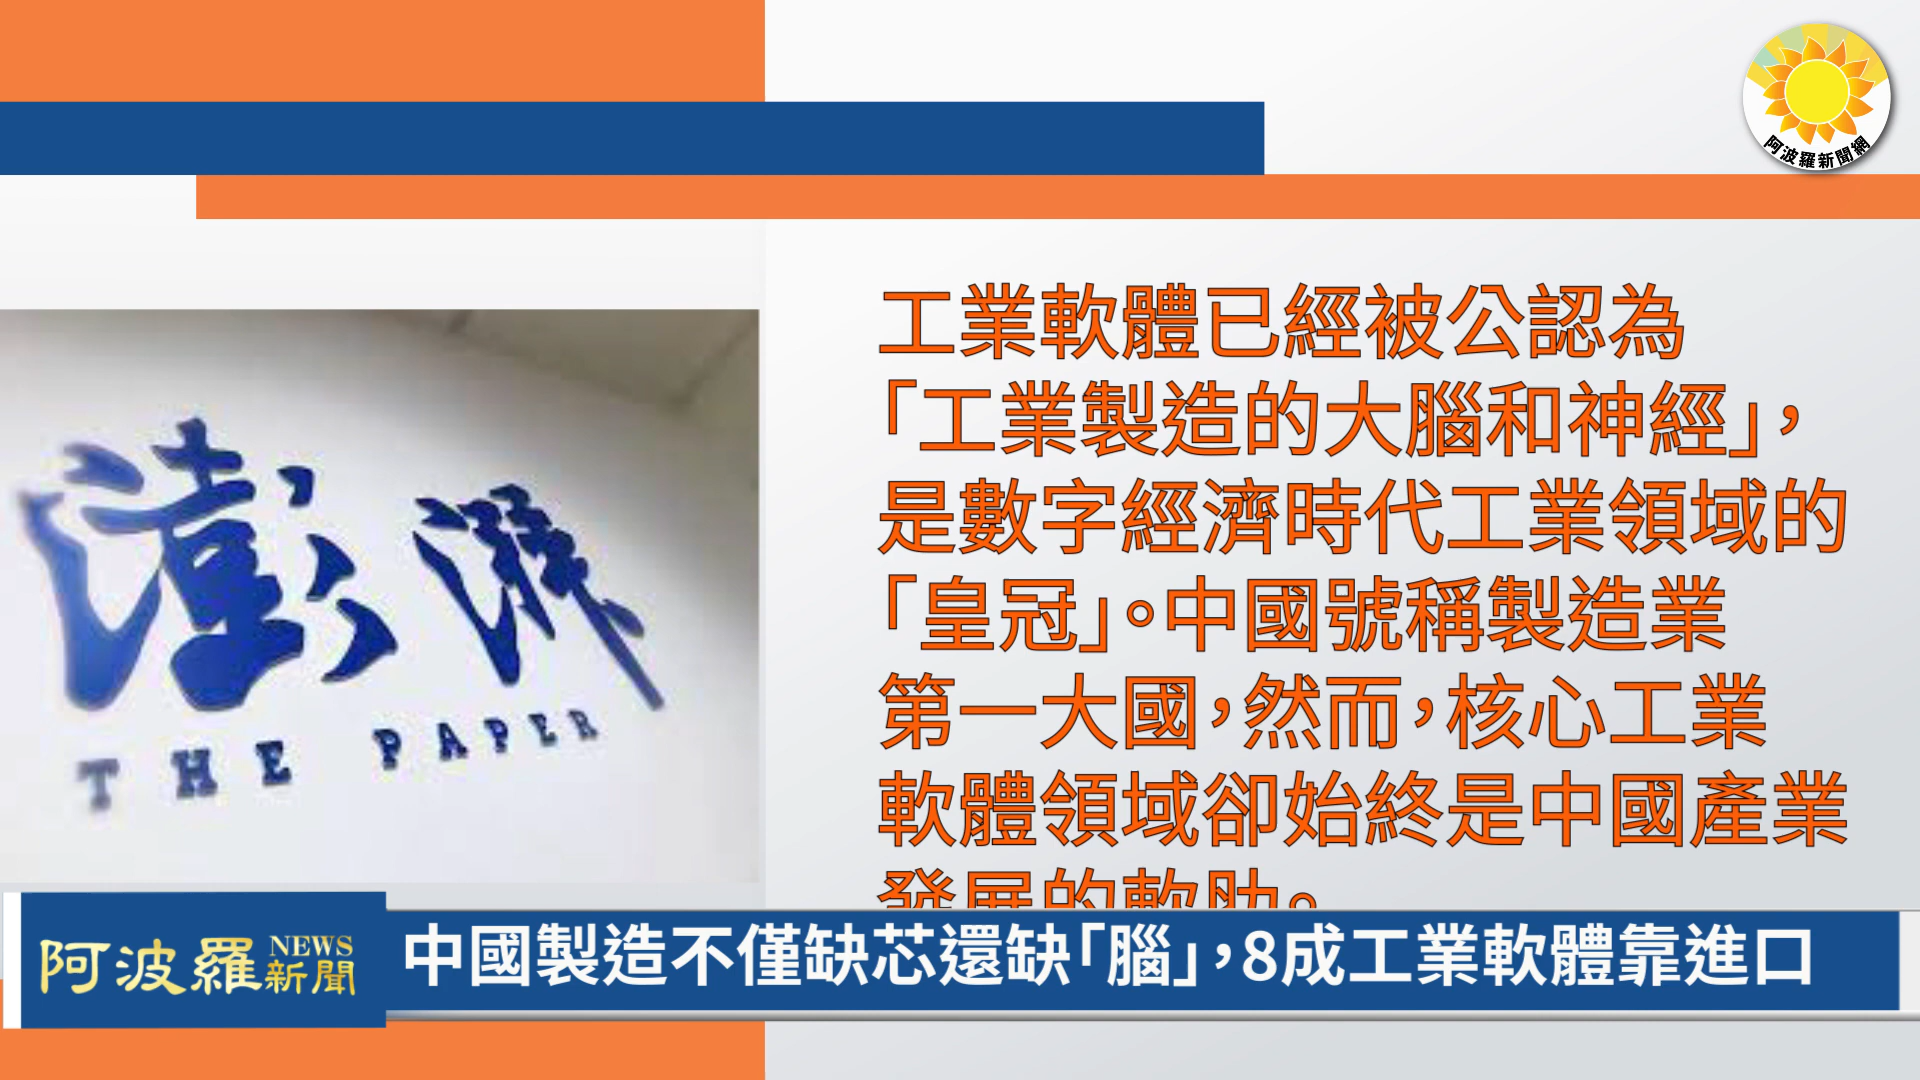 阿波羅新聞網
工業軟體已經被公認為
「工業製造的大腦和神經」，
是數字經濟時代工業領域的
「皇冠」。中國號稱製造業
第一大國，然而，核心工業
軟體領域卻始終是中國產業
發展的軟肋。
澎湃
THE PAPER
阿波羅 NEWS 新聞
中國製造不僅缺芯還缺「腦」，8成工業軟體靠進口